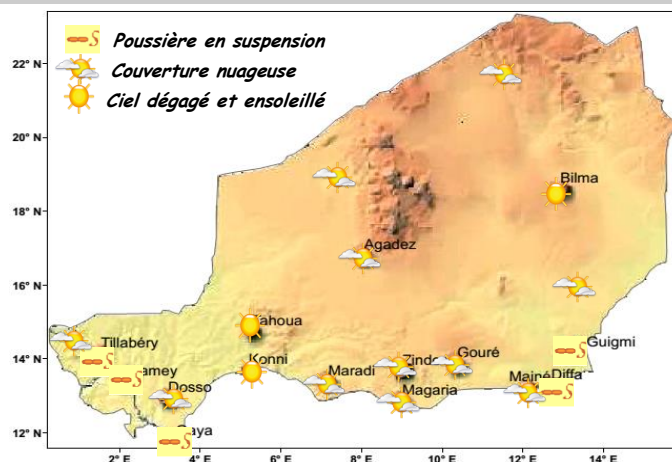 Poussière en suspension
Couverture nuageuse
Ciel dégagé et ensoleillé
22° N
20° N
18° N
16° N
14° N
12° N
Bilma
Agadez
Tahoua
Guigmi
Tillabéry
Konni
Maradi
Gouré
Diffa
Dosso
Magaria
2° E
4° E
6° E
8° E
10° E
12° E
14° E